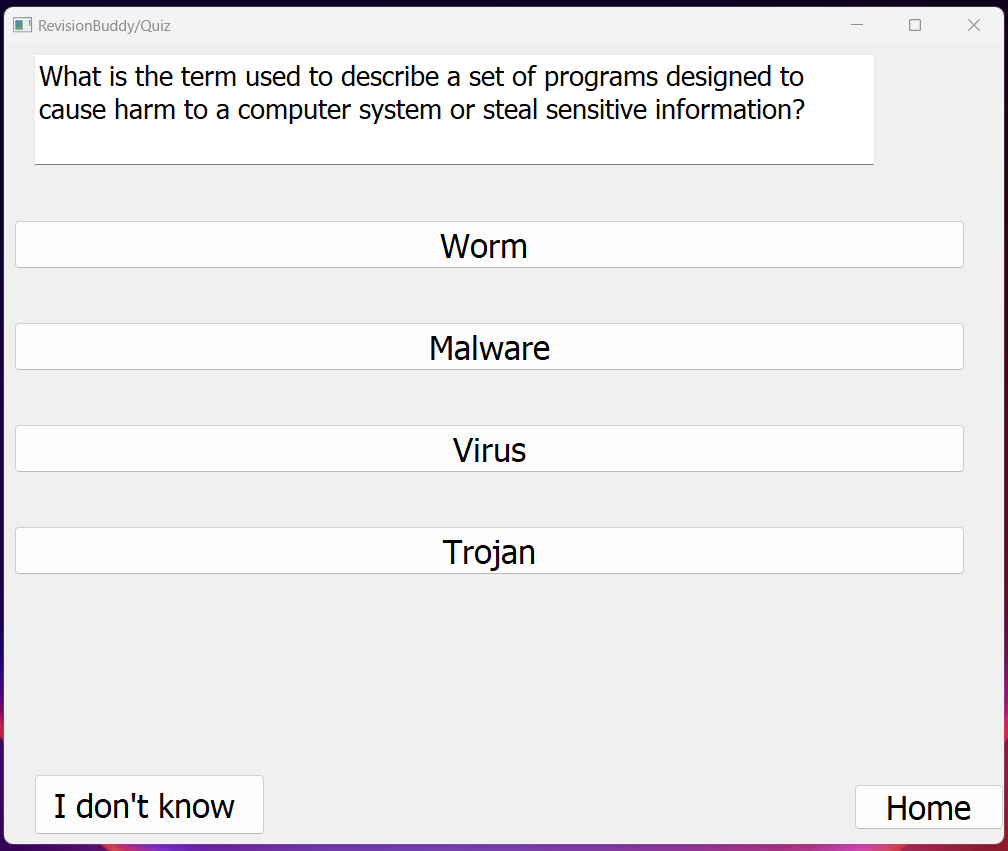 RevisionBuddy/Quiz
What is the term used to describe a set of programs designed to
cause harm to a computer system or steal sensitive information?
Worm
Malware
Virus
Trojan
I don't know
Home